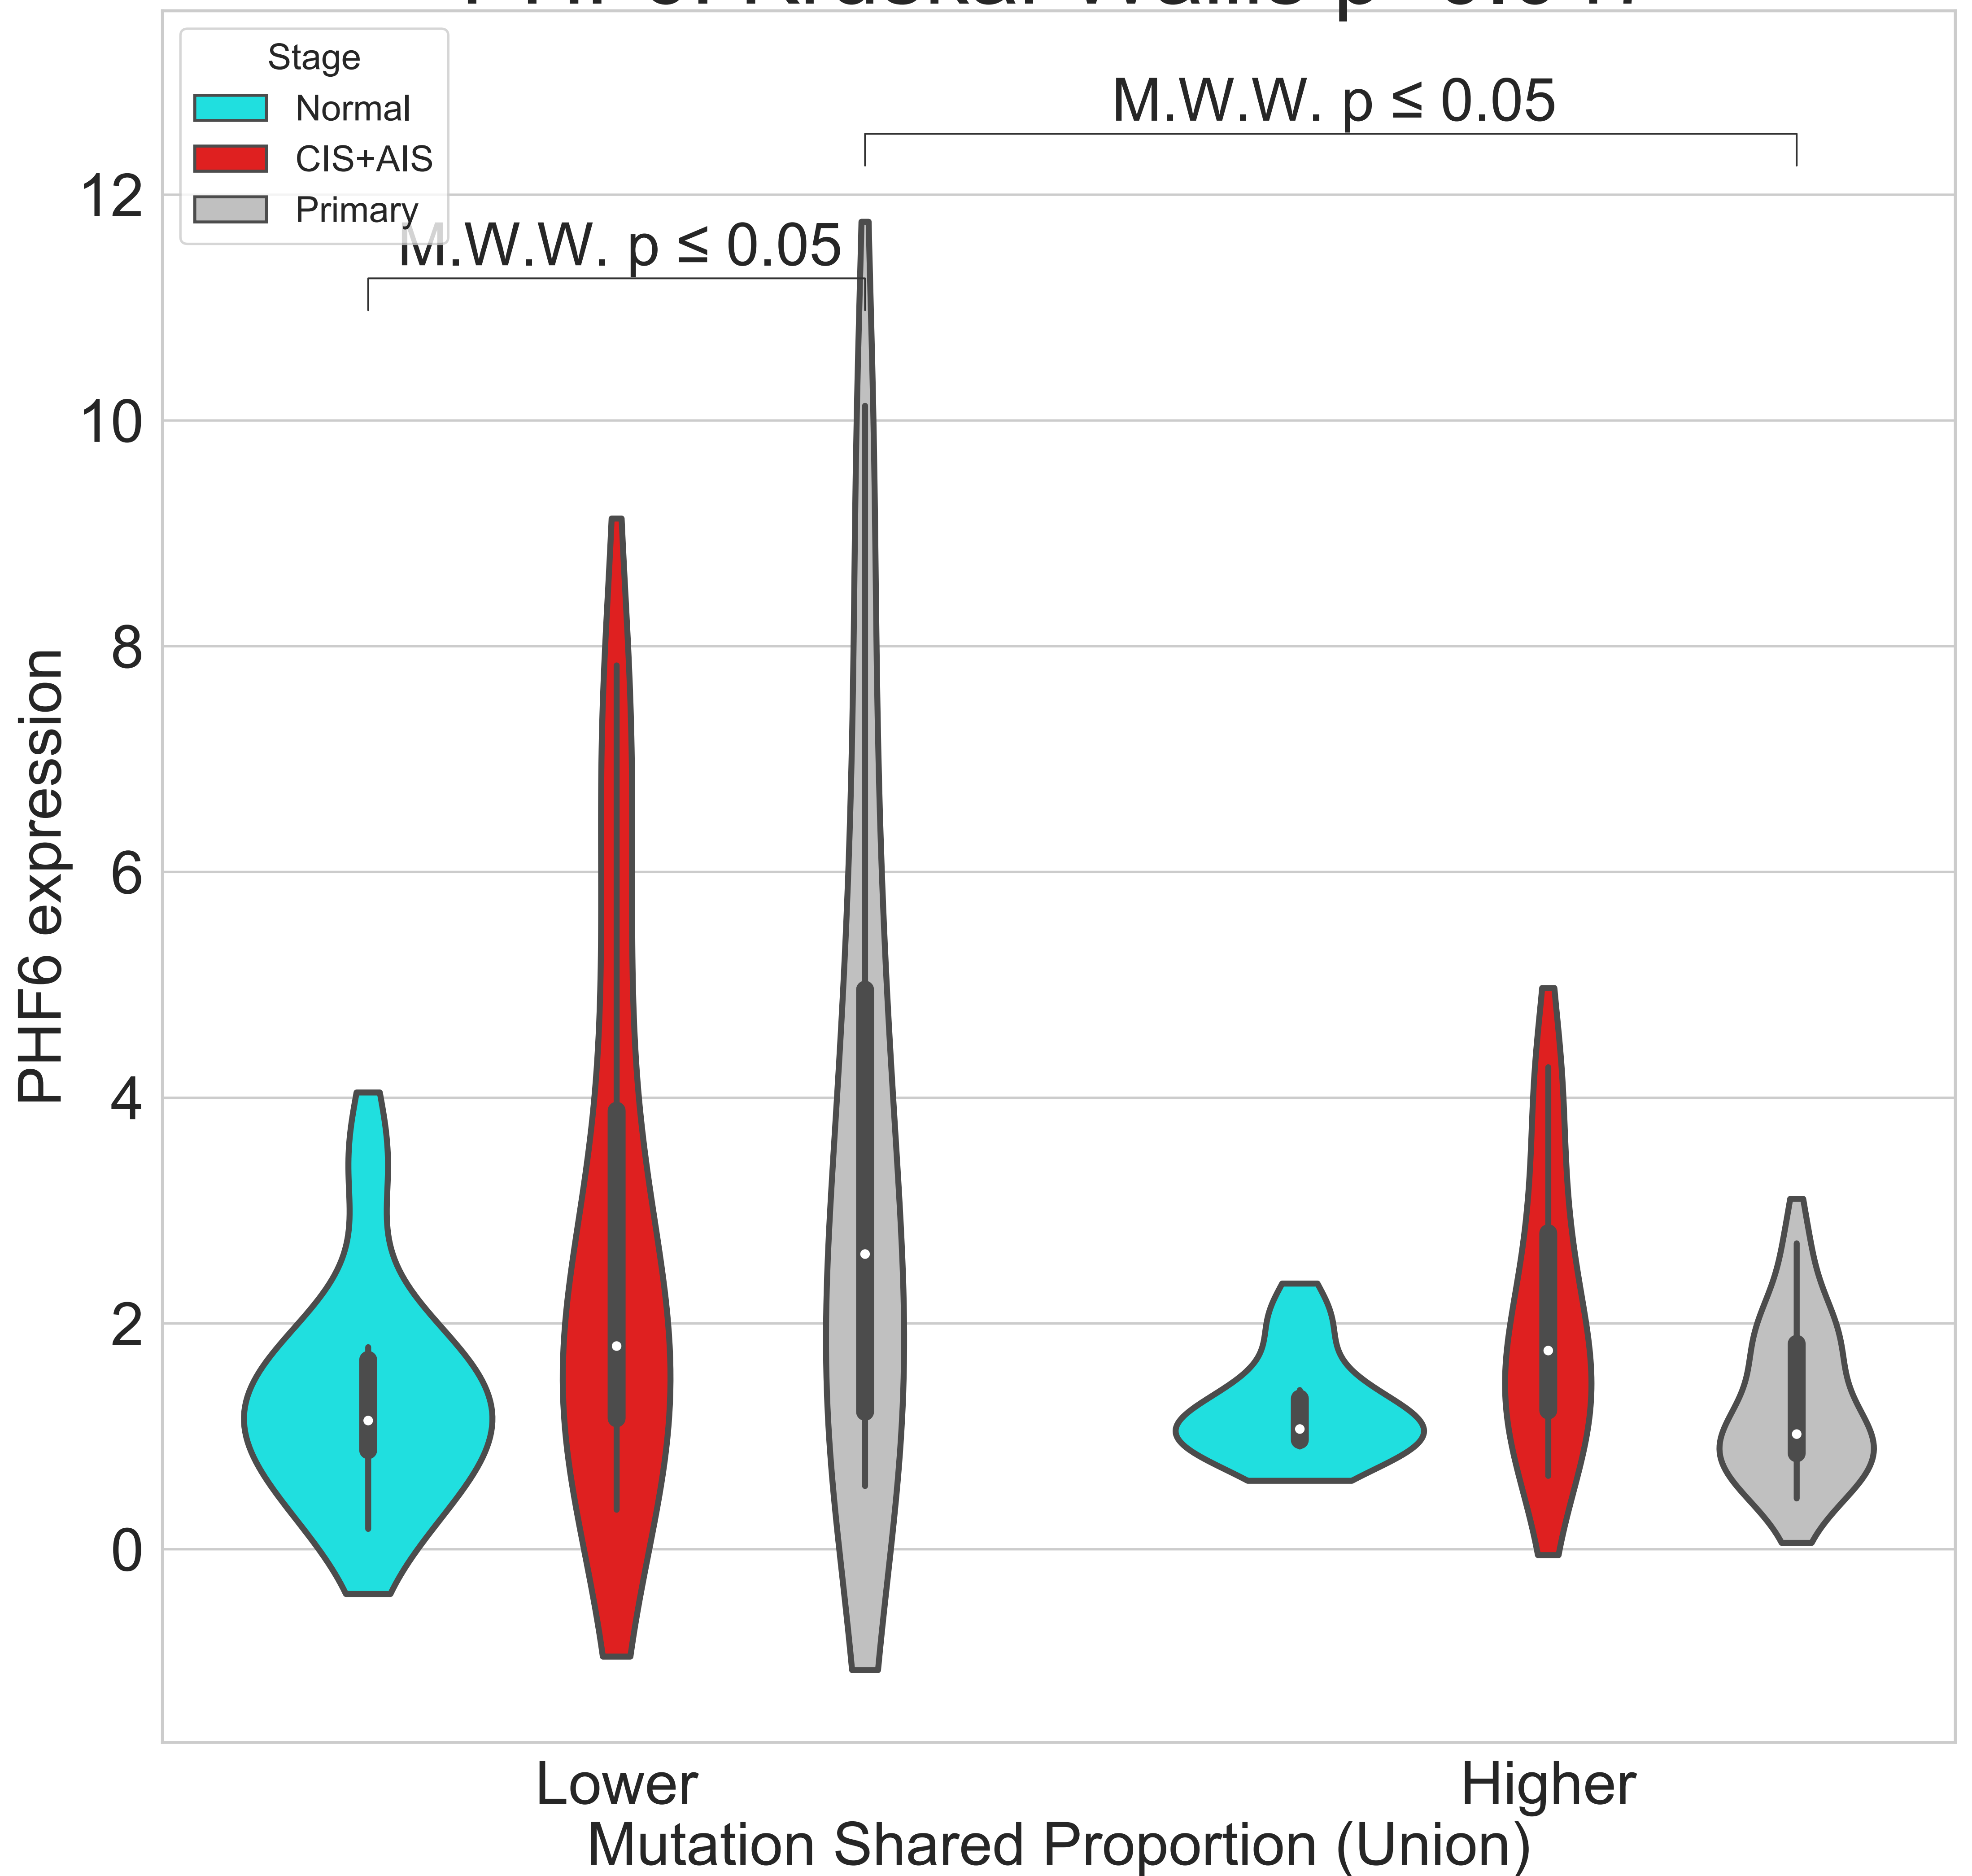 Stage
Normal
CIS+AIS
Primary
M.W.W. p ≤ 0.05
M.W.W. p ≤ 0.05
12
10
8
6
4
2
0
PHF6 expression
Lower
Higher
Mutation Shared Proportion (Union)